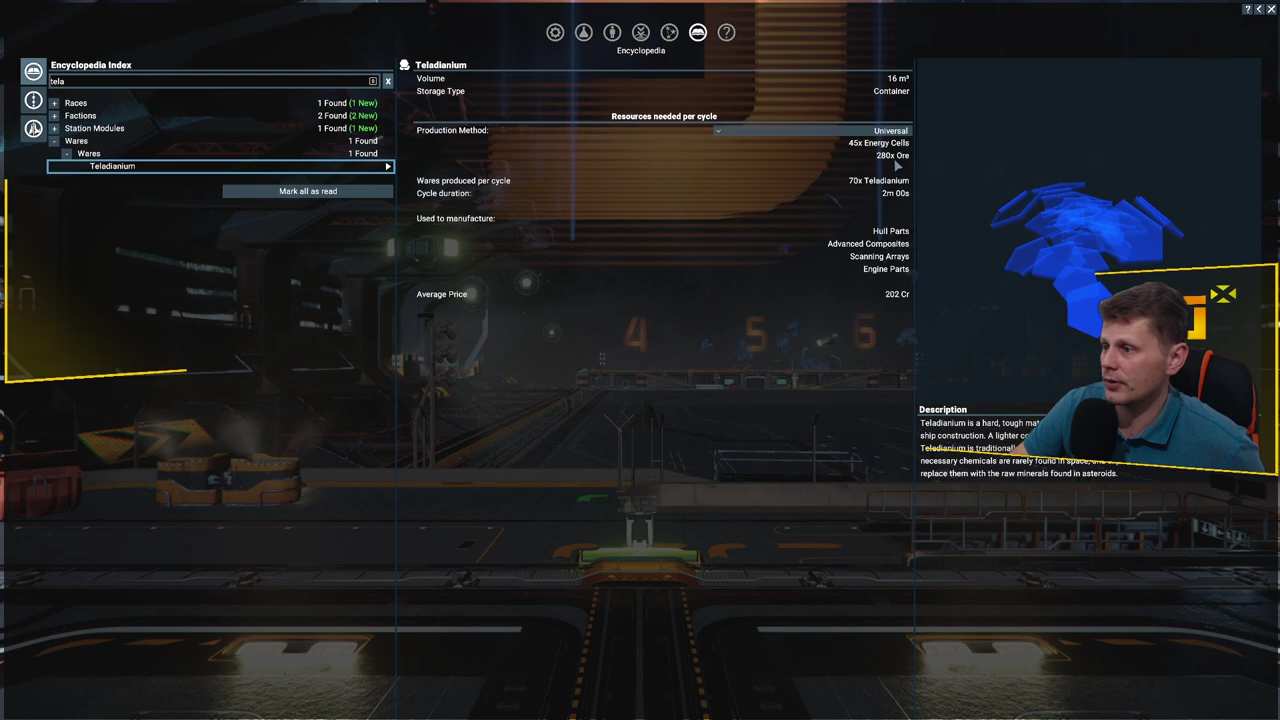 ?
Encyclopedia
Encyclopedia Index
tela
x
+ Races 1 Found (1 New)
+ Factions 2 Found (2 New)
+ Station Modules 1 Found (1 New)
- Wares 1 Found
- Wares 1 Found
Teladianium
Mark all as read
Teladianium
Volume 16 m³
Storage Type Container
Resources needed per cycle
Production Method: Universal
45x Energy Cells
280x Ore
Wares produced per cycle 70x Teladianium
Cycle duration: 2m 00s
Used to manufacture:
Hull Parts
Advanced Composites
Scanning Arrays
Engine Parts
Average Price 202 Cr
4 5 6
Description
Teladianium is a hard, tough
ship construction. A lighter
Teladianium is
necessary chemicals are rarely found in space,
replace them with the raw minerals found in asteroids.